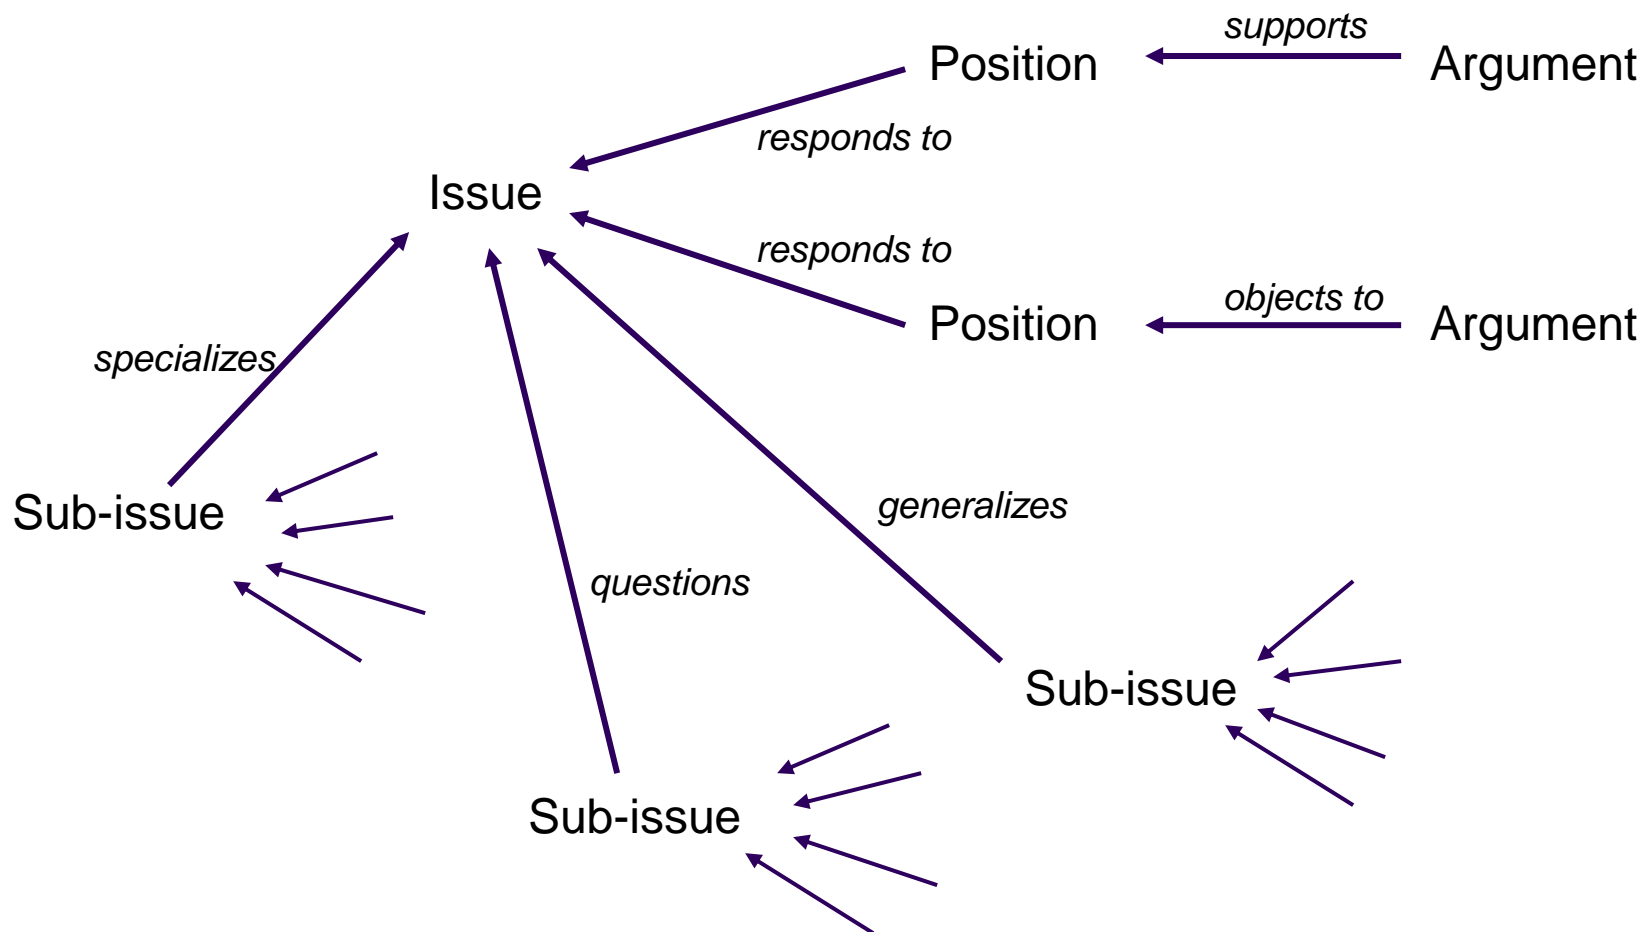 supports
Position
Argument
responds to
Issue
responds to
objects to
Position
Argument
specializes
Sub-issue
generalizes
questions
Sub-issue
Sub-issue